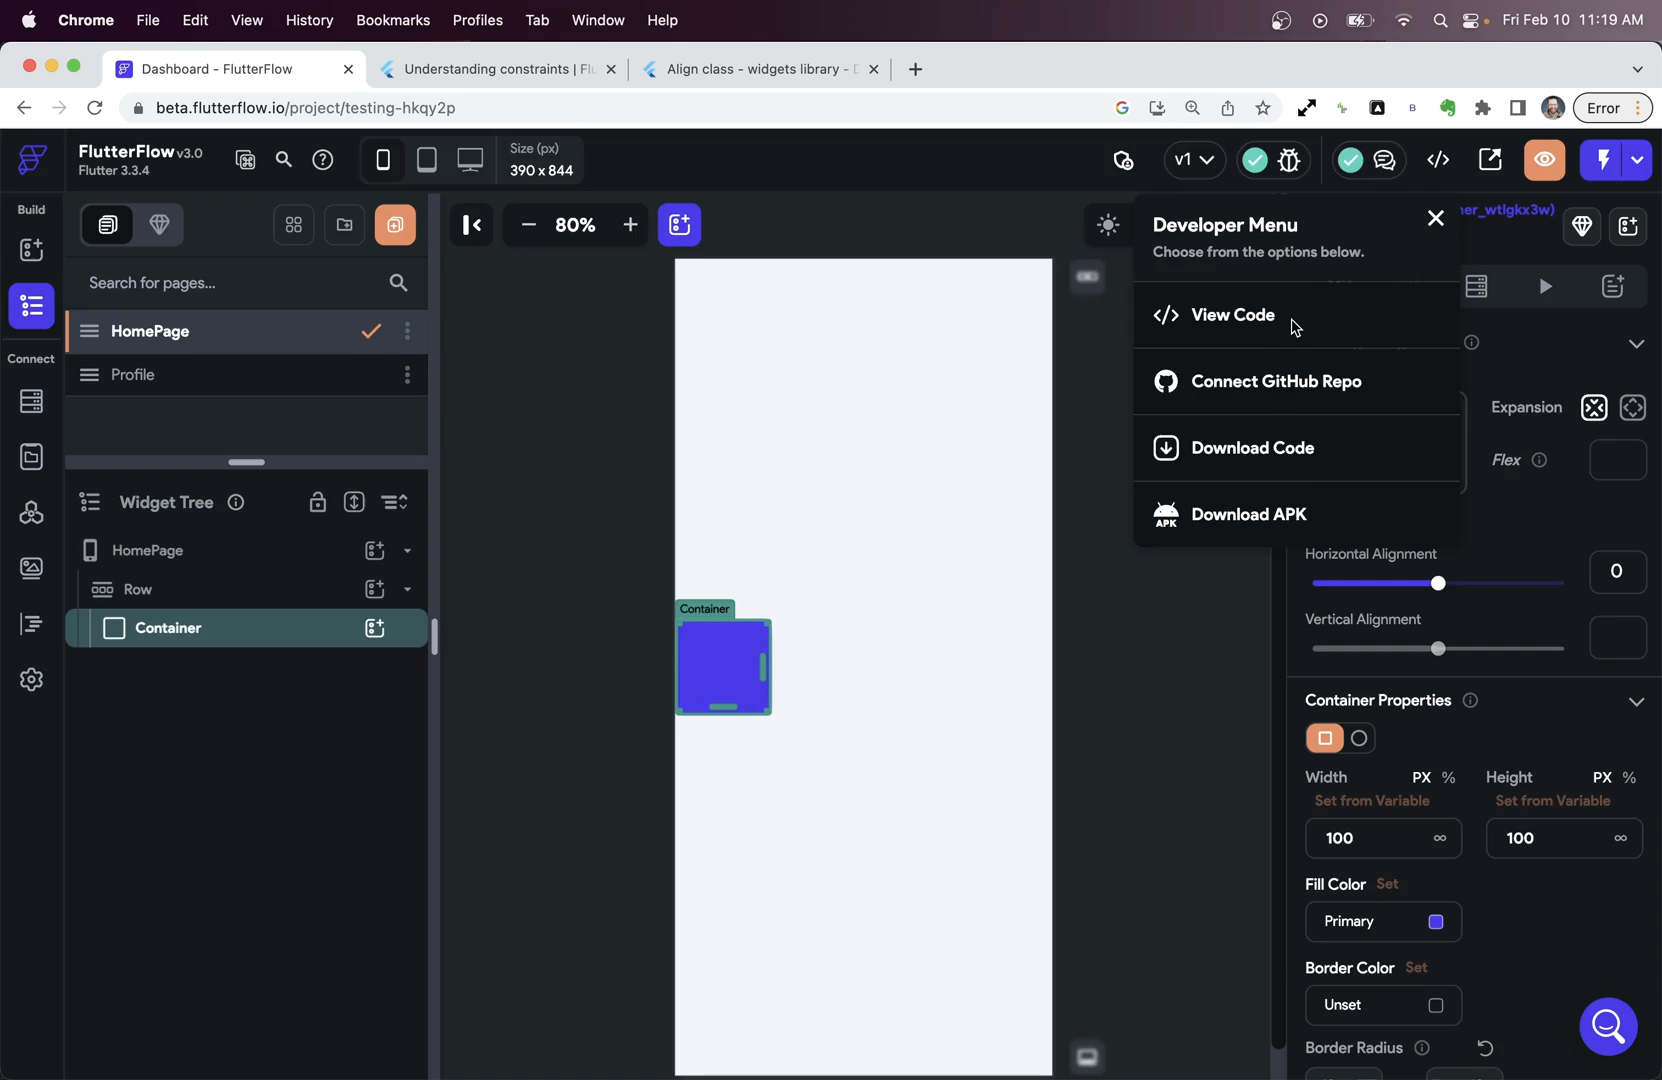 Chrome File Edit View History Bookmarks Profiles Tab Window Help Fri Feb 10 11:19 AM
Dashboard - FlutterFlow Understanding constraints | Flu Align class - widgets library - D
beta.flutterflow.io/project/testing-hkqy2p Error
FlutterFlow v3.0
Flutter 3.3.4
Size (px)
390 x 844
v1
Build
80%
Developer Menu
Choose from the options below.
ner_wtlgkx3w)
Search for pages...
HomePage
View Code
Connect
Profile
Connect GitHub Repo
Expansion
Download Code
Flex
Widget Tree
APK Download APK
HomePage
Horizontal Alignment
0
Row
Container
Vertical Alignment
Container
Container Properties
Width PX % Height PX %
Set from Variable Set from Variable
100 ∞ 100 ∞
Fill Color Set
Primary
Border Color Set
Unset
Border Radius